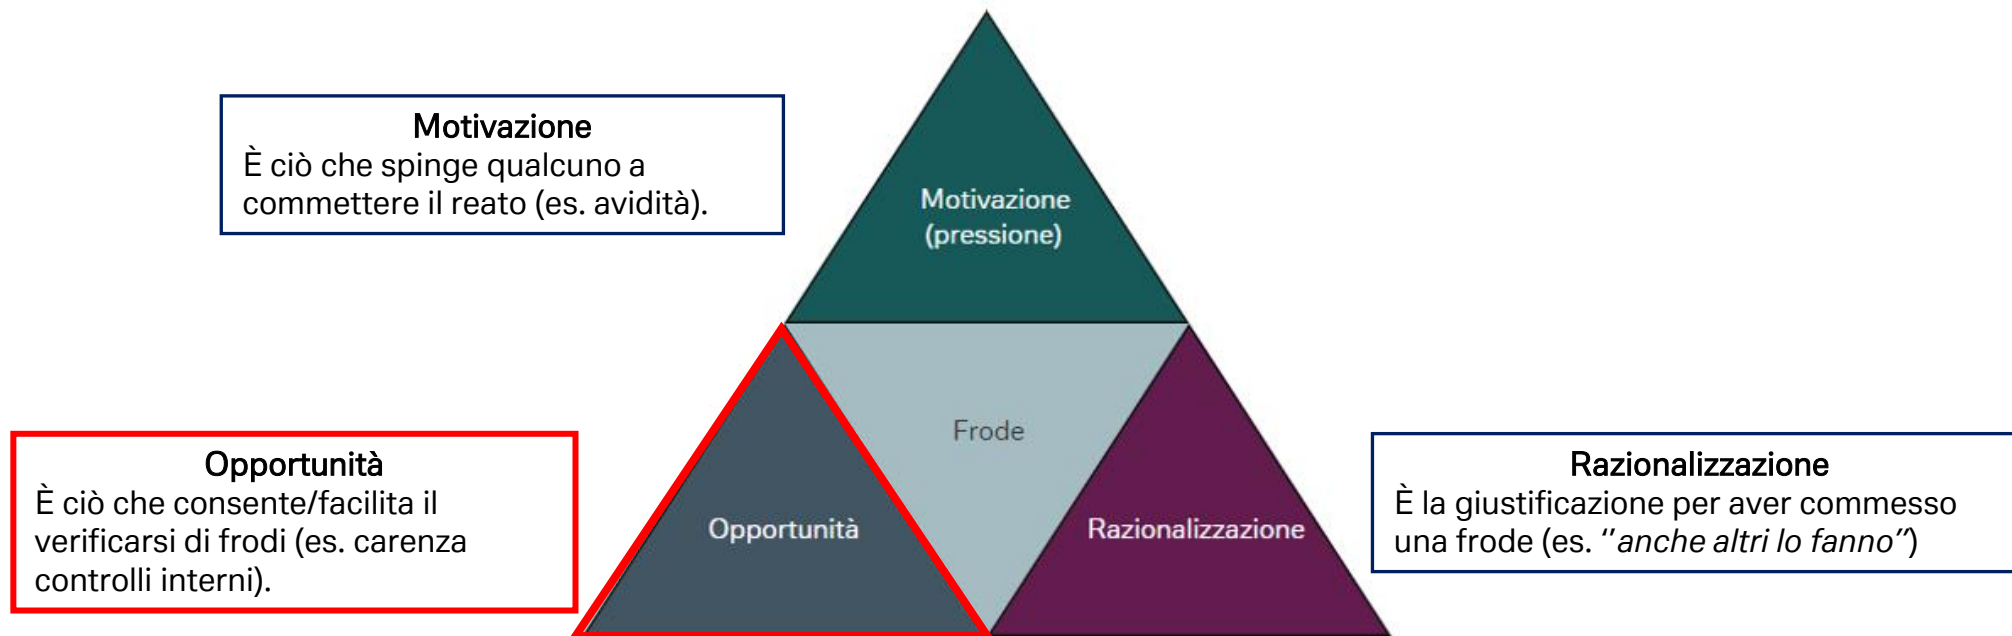 Motivazione
È ciò che spinge qualcuno a
commettere il reato (es. avidità).
Motivazione
(pressione)
Frode
Opportunità
È ciò che consente/facilita il
verificarsi di frodi (es. carenza
controlli interni).
Opportunità
Razionalizzazione
Razionalizzazione
È la giustificazione per aver commesso
una frode (es. ‘‘anche altri lo fanno’’)